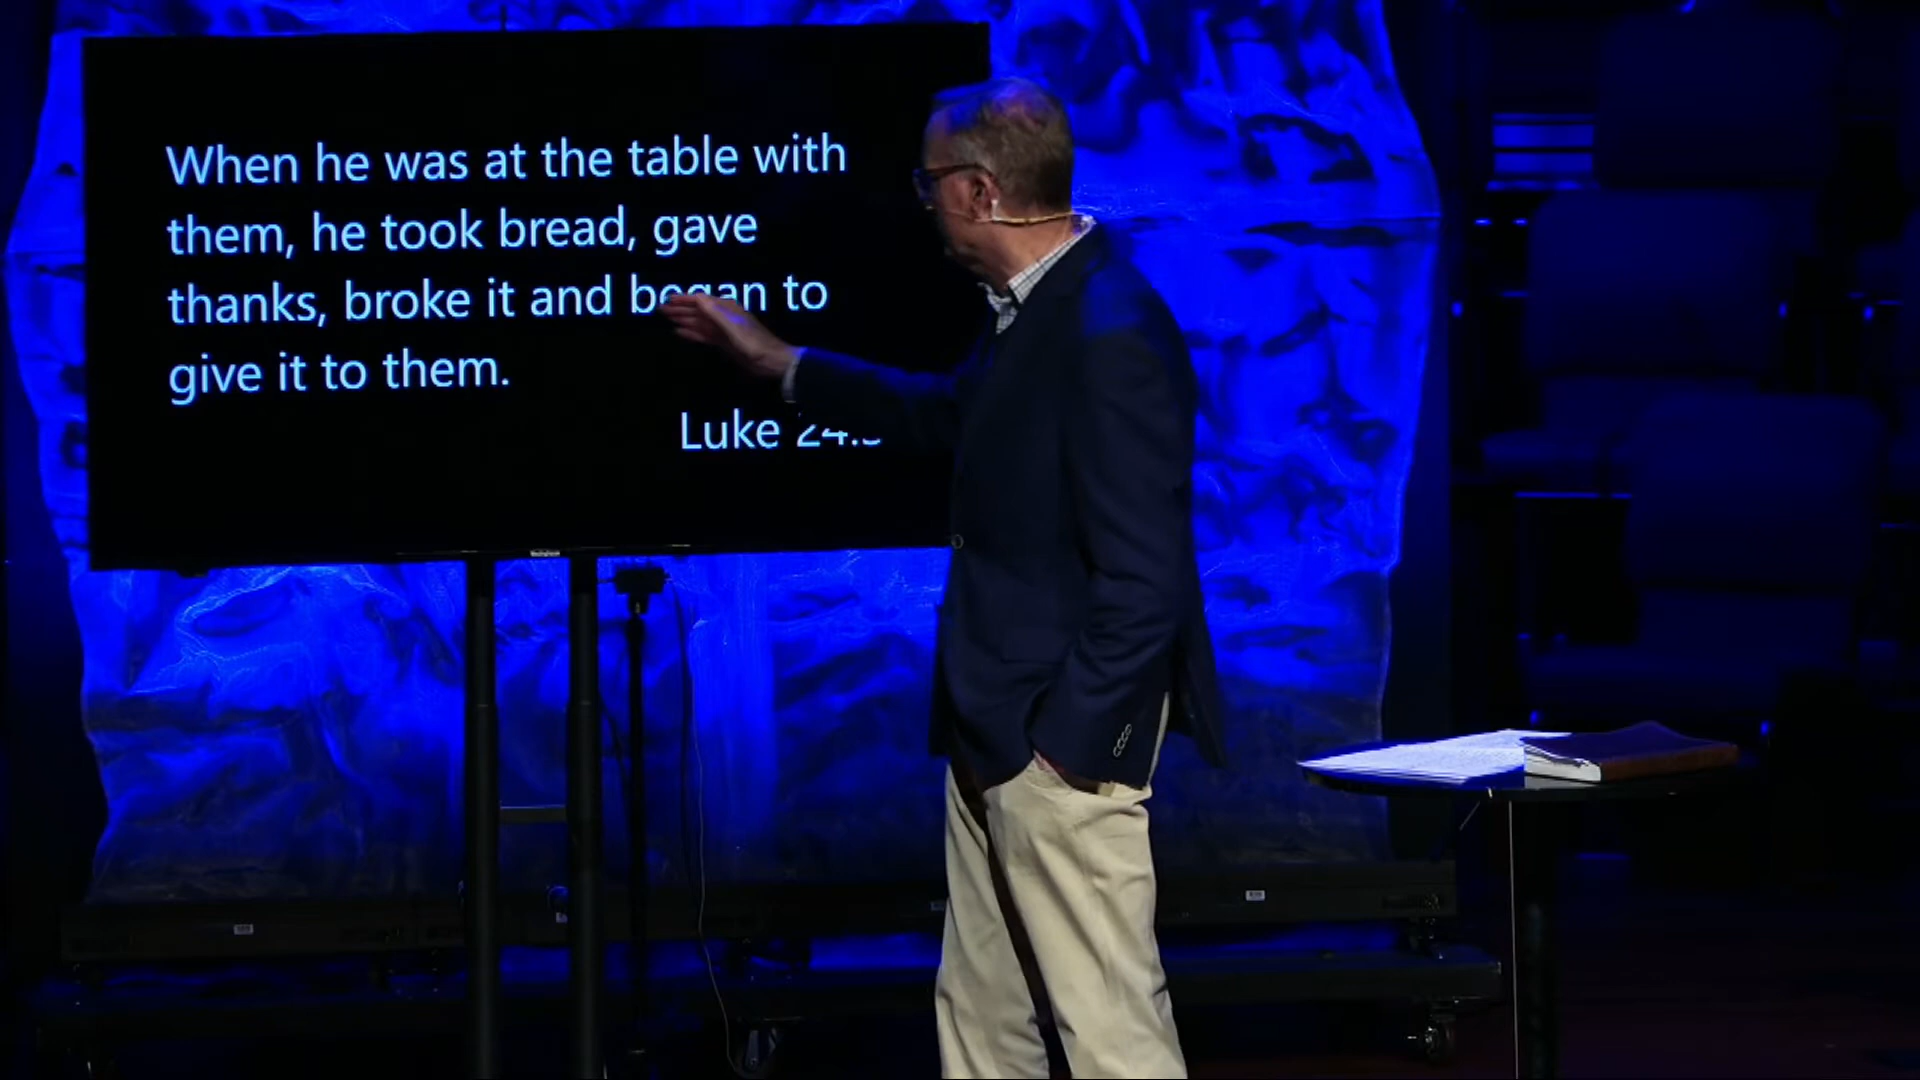 When he was at the table with
them, he took bread, gave
thanks, broke it and began to
give it to them.
Luke